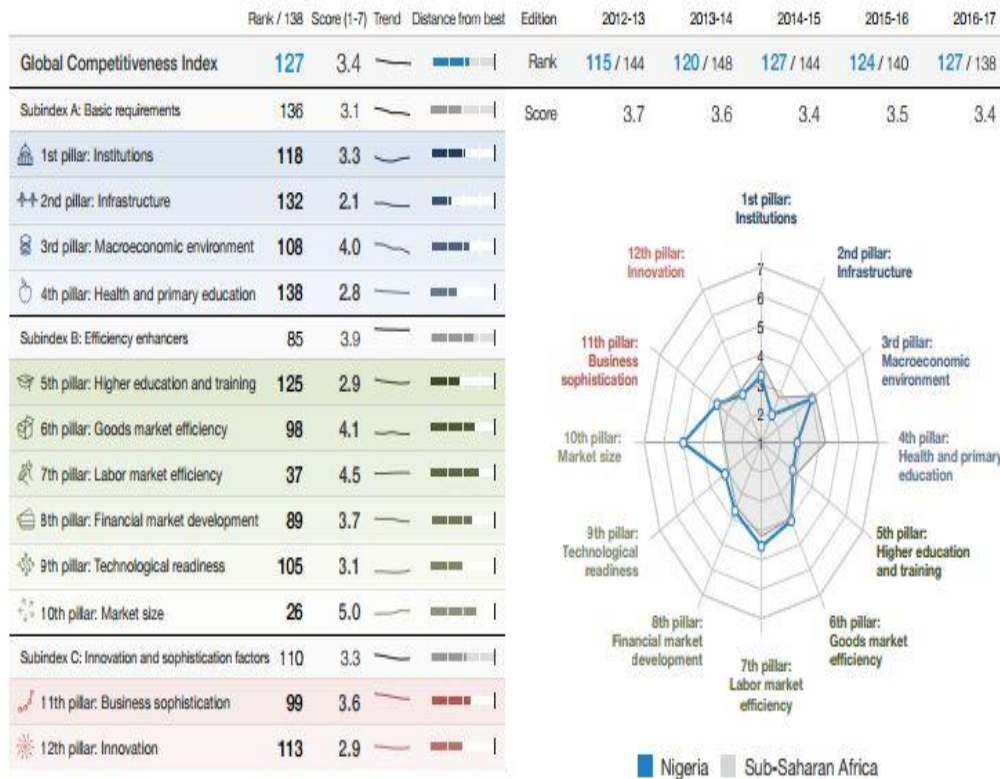 Rank / 138 Score (1-7) Trend Distance from best
Global Competitiveness Index 127 3.4
Subindex A: Basic requirements 136 3.1
1st pillar: Institutions 118 3.3
2nd pillar: Infrastructure 132 2.1
3rd pillar: Macroeconomic environment 108 4.0
4th pillar: Health and primary education 138 2.8
Subindex B: Efficiency enhancers 85 3.9
5th pillar: Higher education and training 125 2.9
6th pillar: Goods market efficiency 98 4.1
7th pillar: Labor market efficiency 37 4.5
8th pillar: Financial market development 89 3.7
9th pillar: Technological readiness 105 3.1
10th pillar: Market size 26 5.0
Subindex C: Innovation and sophistication factors 110 3.3
11th pillar: Business sophistication 99 3.6
12th pillar: Innovation 113 2.9
Edition 2012-13 2013-14 2014-15 2015-16 2016-17
Rank 115 / 144 120 / 148 127 / 144 124 / 140 127 / 138
Score 3.7 3.6 3.4 3.5 3.4
1st pillar:
Institutions
2nd pillar:
Infrastructure
3rd pillar:
Macroeconomic
environment
4th pillar:
Health and primary
education
5th pillar:
Higher education
and training
6th pillar:
Goods market
efficiency
7th pillar:
Labor market
efficiency
8th pillar:
Financial market
development
9th pillar:
Technological
readiness
10th pillar:
Market size
11th pillar:
Business
sophistication
12th pillar:
Innovation
7
6
5
4
3
2
1
Nigeria Sub-Saharan Africa